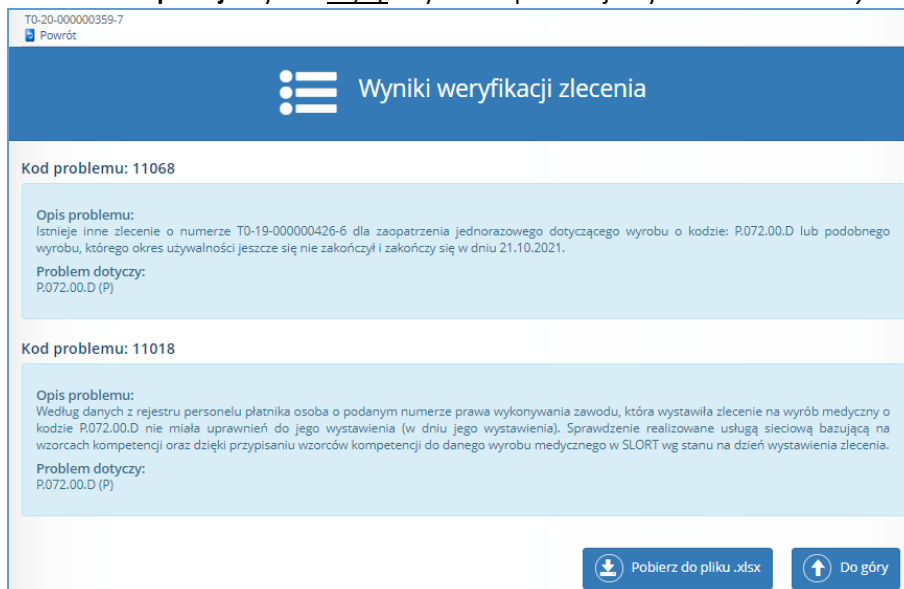 T0-20-000000359-7
Powrót
Wyniki weryfikacji zlecenia
Kod problemu: 11068
Opis problemu:
Istnieje inne zlecenie o numerze T0-19-000000426-6 dla zaopatrzenia jednorazowego dotyczącego wyrobu o kodzie: P.072.00.D lub podobnego
wyrobu, którego okres używalności jeszcze się nie zakończył i zakończy się w dniu 21.10.2021.
Problem dotyczy:
P.072.00.D (P)
Kod problemu: 11018
Opis problemu:
Według danych z rejestru personelu płatnika osoba o podanym numerze prawa wykonywania zawodu, która wystawiła zlecenie na wyrób medyczny o
kodzie P.072.00.D nie miała uprawnień do jego wystawienia (w dniu jego wystawienia). Sprawdzenie realizowane usługą sieciową bazującą na
wzorcach kompetencji oraz dzięki przypisaniu wzorców kompetencji do danego wyrobu medycznego w SLORT wg stanu na dzień wystawienia zlecenia.
Problem dotyczy:
P.072.00.D (P)
Pobierz do pliku .xlsx
Do góry